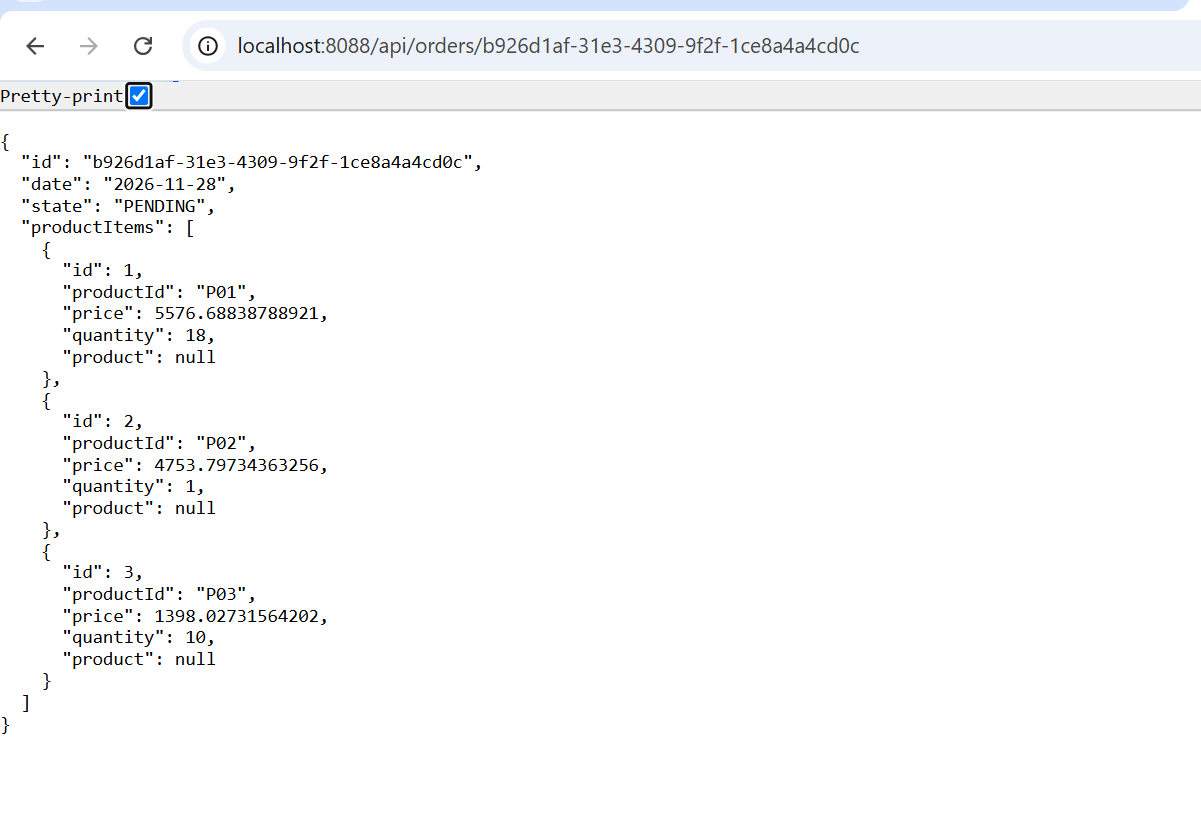 localhost:8088/api/orders/b926d1af-31e3-4309-9f2f-1ce8a4a4cd0c
Pretty-print
{
  "id": "b926d1af-31e3-4309-9f2f-1ce8a4a4cd0c",
  "date": "2026-11-28",
  "state": "PENDING",
  "productItems": [
    {
      "id": 1,
      "productId": "P01",
      "price": 5576.68838788921,
      "quantity": 18,
      "product": null
    },
    {
      "id": 2,
      "productId": "P02",
      "price": 4753.79734363256,
      "quantity": 1,
      "product": null
    },
    {
      "id": 3,
      "productId": "P03",
      "price": 1398.02731564202,
      "quantity": 10,
      "product": null
    }
  ]
}